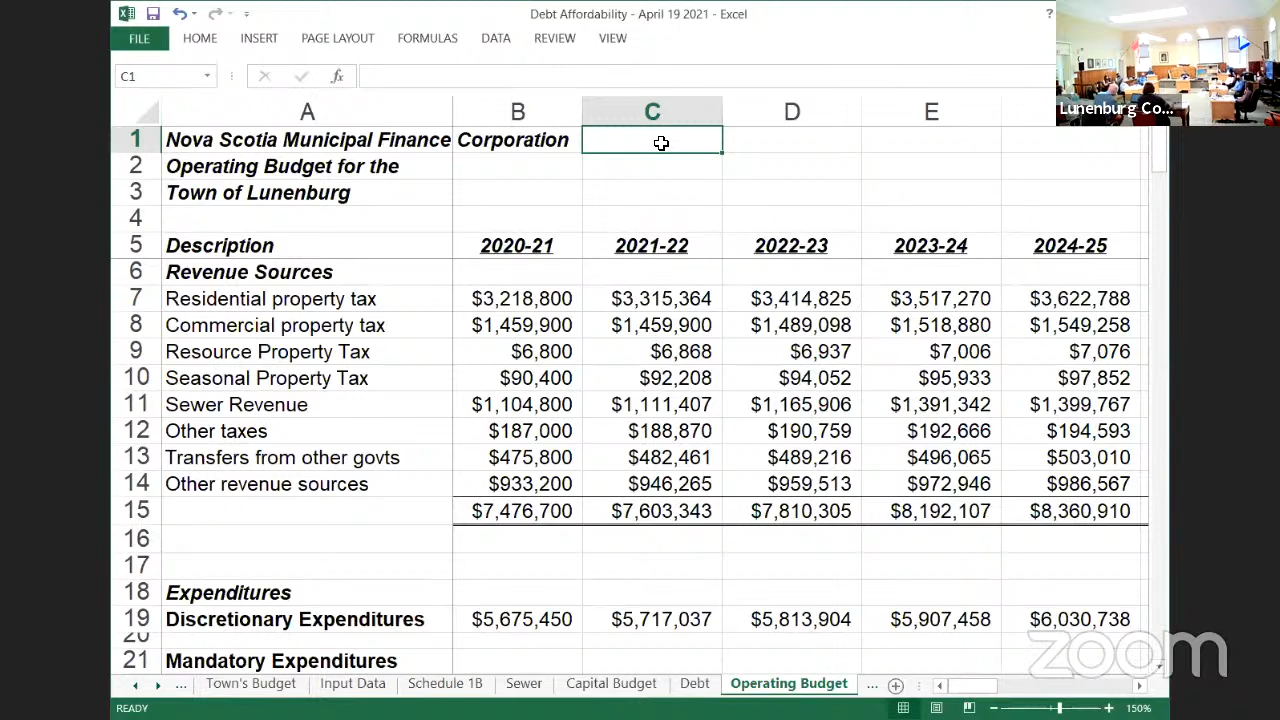 Debt Affordability - April 19 2021 - Excel
?
FILE HOME INSERT PAGE LAYOUT FORMULAS DATA REVIEW VIEW
C1 fx
A B C D E
1 Nova Scotia Municipal Finance Corporation
2 Operating Budget for the
3 Town of Lunenburg
4
5 Description 2020-21 2021-22 2022-23 2023-24 2024-25
6 Revenue Sources
7 Residential property tax $3,218,800 $3,315,364 $3,414,825 $3,517,270 $3,622,788
8 Commercial property tax $1,459,900 $1,459,900 $1,489,098 $1,518,880 $1,549,258
9 Resource Property Tax $6,800 $6,868 $6,937 $7,006 $7,076
10 Seasonal Property Tax $90,400 $92,208 $94,052 $95,933 $97,852
11 Sewer Revenue $1,104,800 $1,111,407 $1,165,906 $1,391,342 $1,399,767
12 Other taxes $187,000 $188,870 $190,759 $192,666 $194,593
13 Transfers from other govts $475,800 $482,461 $489,216 $496,065 $503,010
14 Other revenue sources $933,200 $946,265 $959,513 $972,946 $986,567
15 $7,476,700 $7,603,343 $7,810,305 $8,192,107 $8,360,910
16
17
18 Expenditures
19 Discretionary Expenditures $5,675,450 $5,717,037 $5,813,904 $5,907,458 $6,030,738
20
21 Mandatory Expenditures
... Town's Budget Input Data Schedule 1B Sewer Capital Budget Debt Operating Budget ...
READY 150%
Lunenburg Co...
zoom